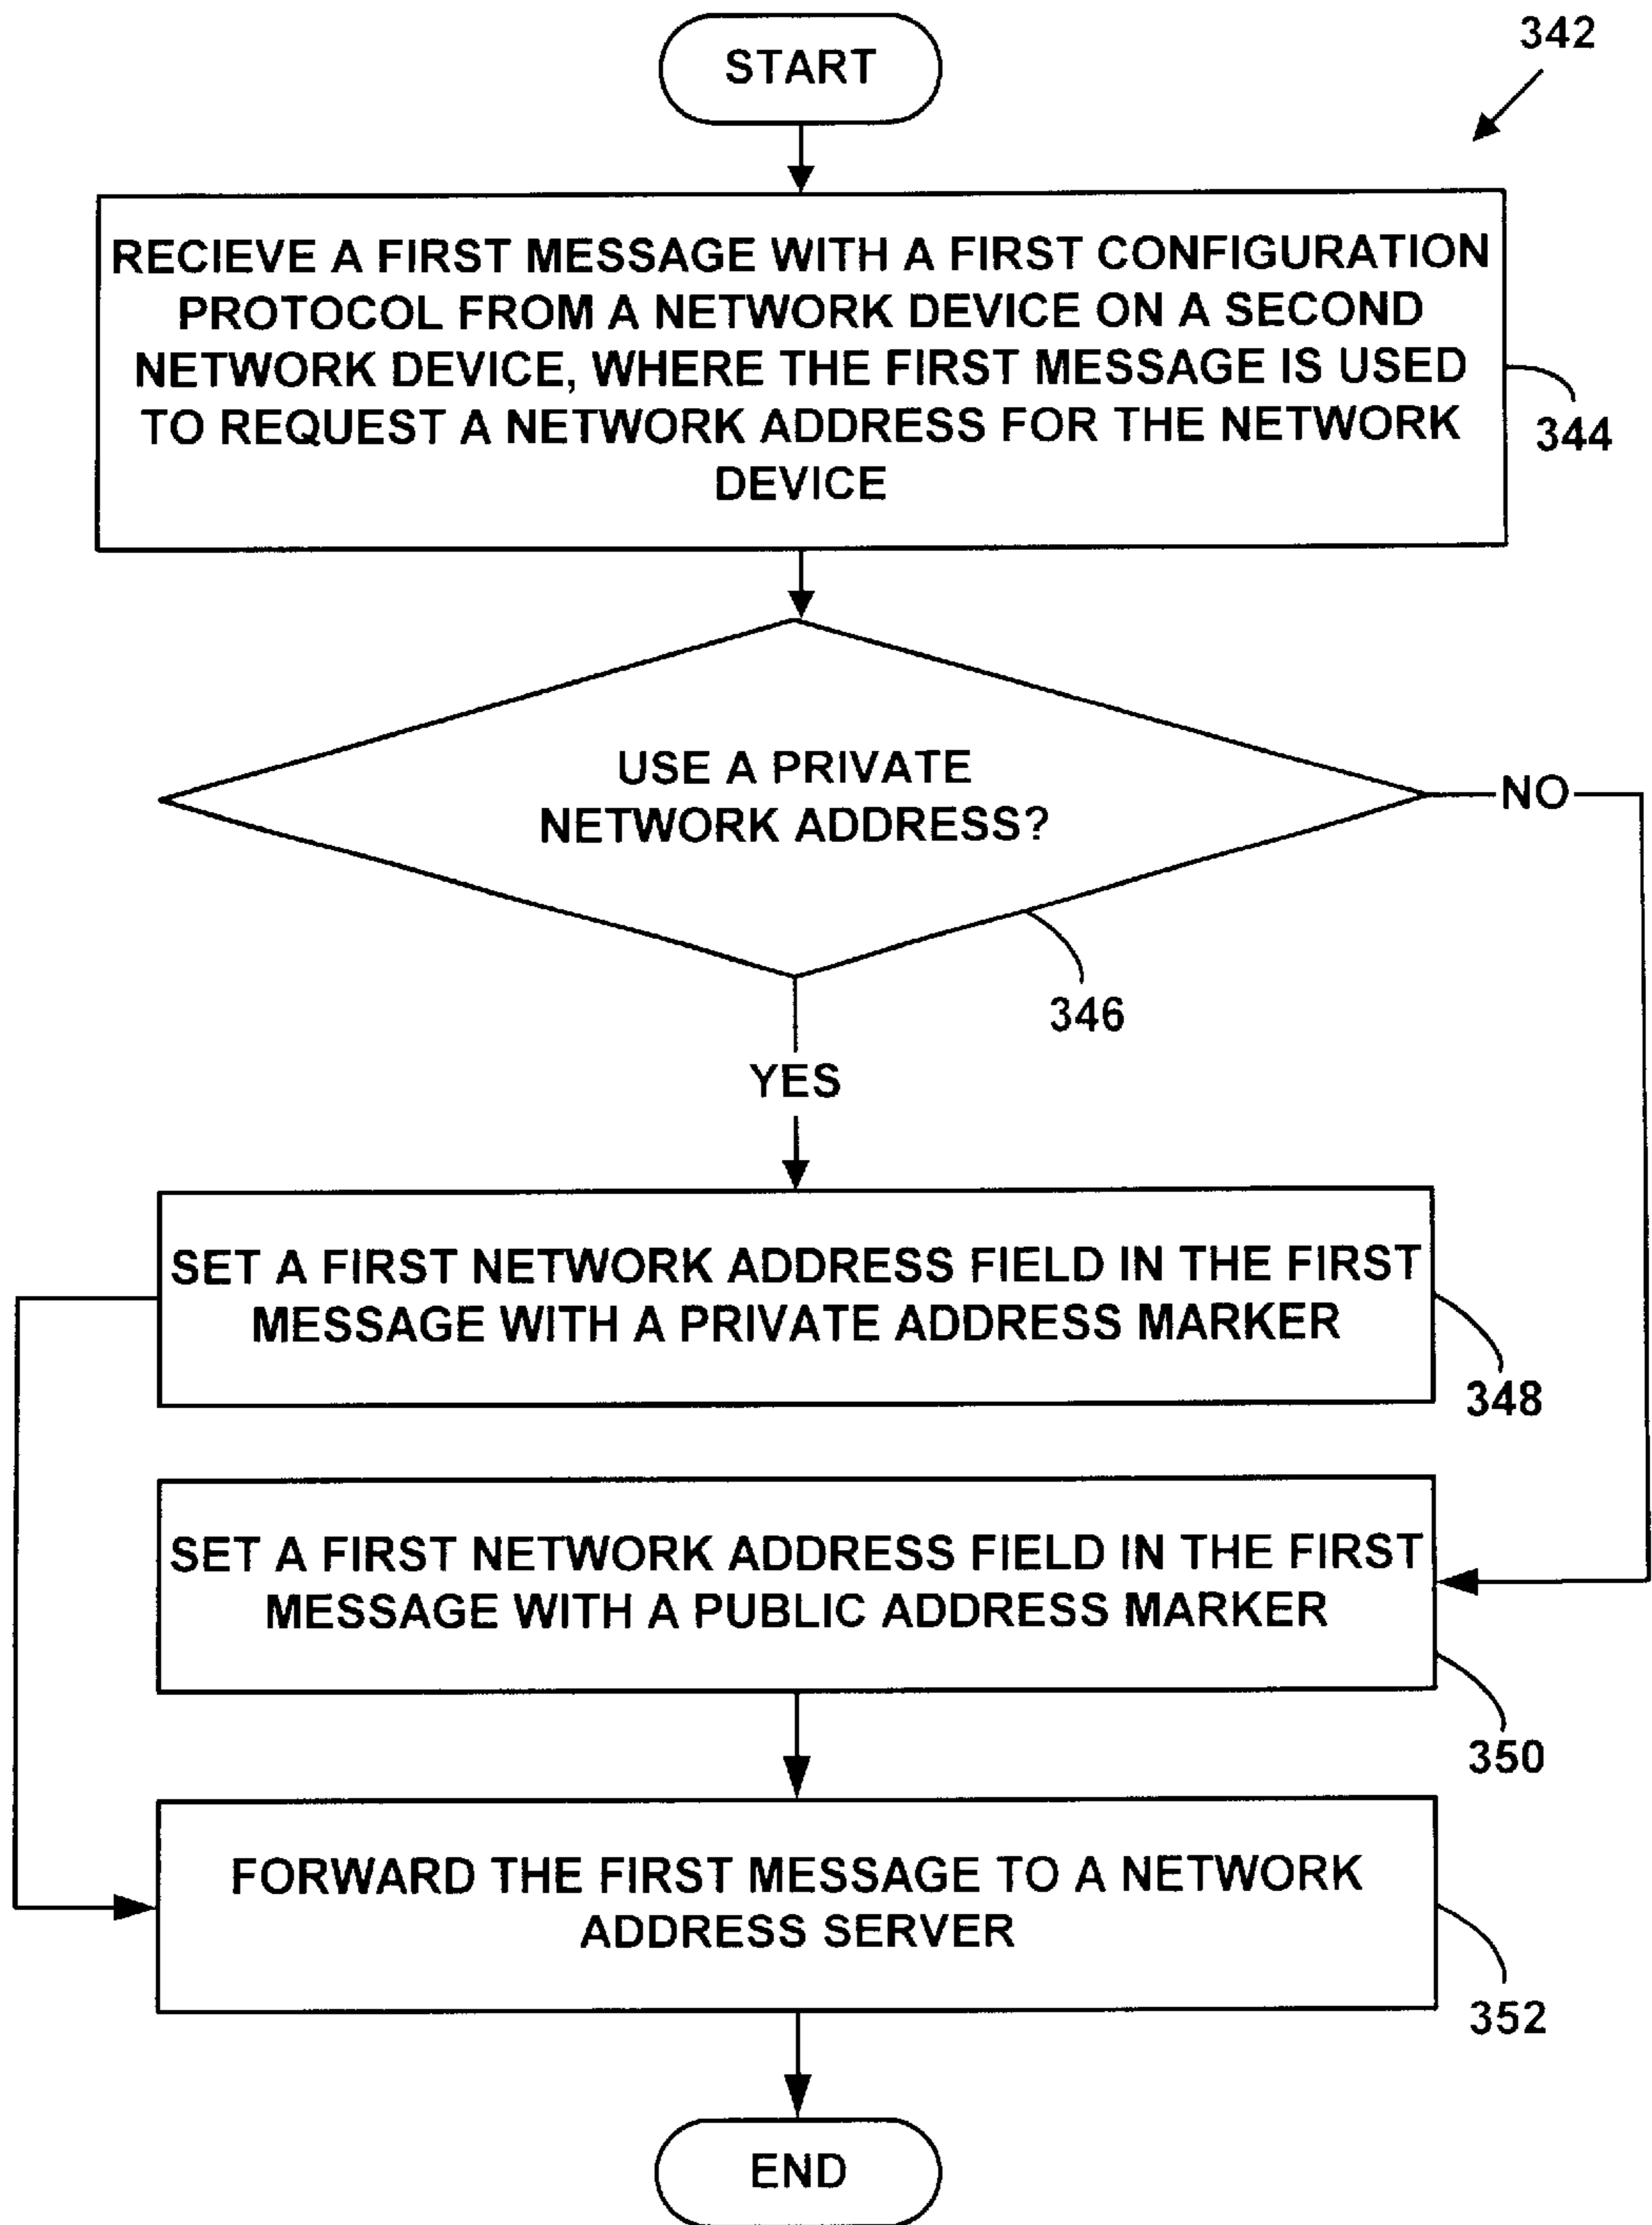 START
342
RECIEVE A FIRST MESSAGE WITH A FIRST CONFIGURATION
PROTOCOL FROM A NETWORK DEVICE ON A SECOND
NETWORK DEVICE, WHERE THE FIRST MESSAGE IS USED
TO REQUEST A NETWORK ADDRESS FOR THE NETWORK
DEVICE
344
USE A PRIVATE
NETWORK ADDRESS?
NO
346
YES
SET A FIRST NETWORK ADDRESS FIELD IN THE FIRST
MESSAGE WITH A PRIVATE ADDRESS MARKER
348
SET A FIRST NETWORK ADDRESS FIELD IN THE FIRST
MESSAGE WITH A PUBLIC ADDRESS MARKER
350
FORWARD THE FIRST MESSAGE TO A NETWORK
ADDRESS SERVER
352
END